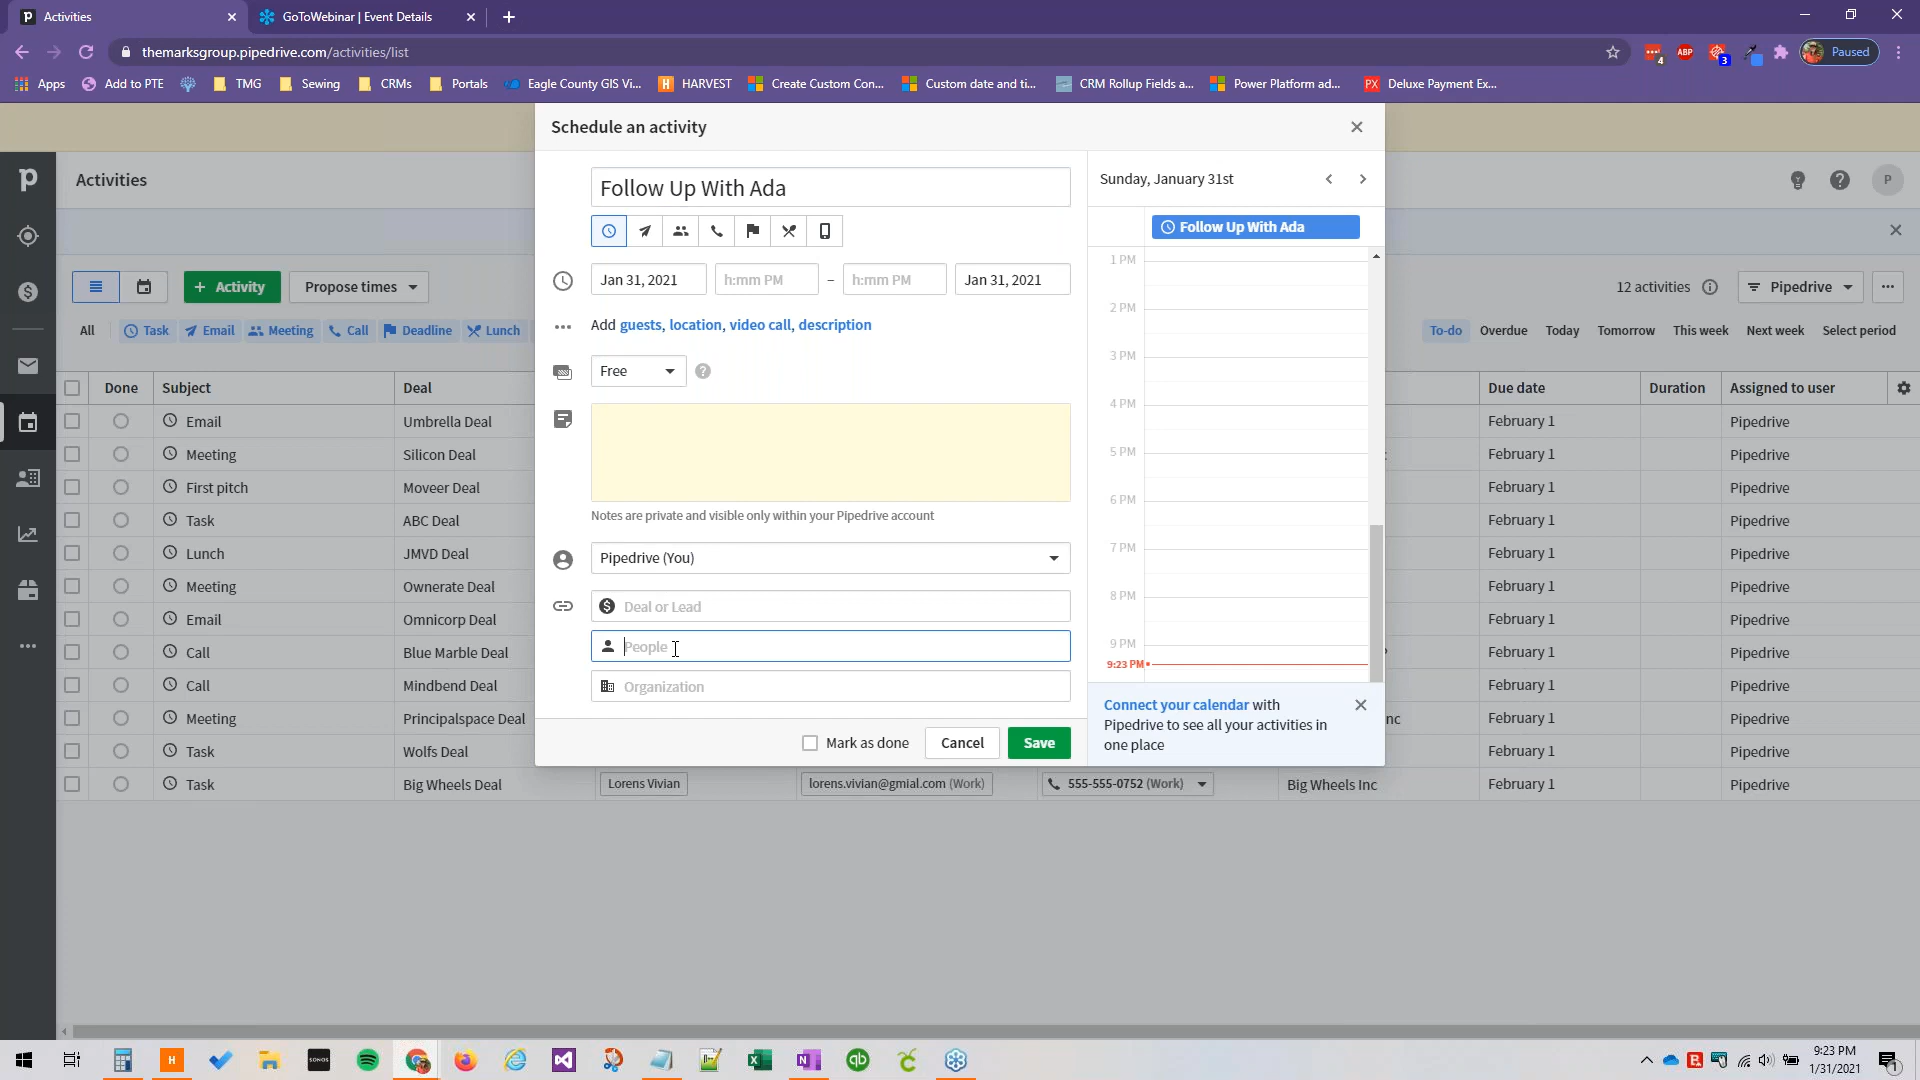 Activities
GoToWebinar | Event Details
themarksgroup.pipedrive.com/activities/list
4
ABP
3
Paused
Apps
Add to PTE
TMG
Sewing
CRMs
Portals
Eagle County GIS Vi...
HARVEST
Create Custom Con...
Custom date and ti...
CRM Rollup Fields a...
Power Platform ad...
Deluxe Payment Ex...
Activities
P
Schedule an activity
Follow Up With Ada
Jan 31, 2021 h:mm PM – h:mm PM Jan 31, 2021
Add guests, location, video call, description
Free
Notes are private and visible only within your Pipedrive account
Pipedrive (You)
Deal or Lead
People
Organization
Mark as done Cancel Save
Sunday, January 31st
Follow Up With Ada
1 PM
2 PM
3 PM
4 PM
5 PM
6 PM
7 PM
8 PM
9 PM
9:23 PM
Connect your calendar with
Pipedrive to see all your activities in
one place
+ Activity Propose times
12 activities Pipedrive
All Task Email Meeting Call Deadline Lunch
To-do Overdue Today Tomorrow This week Next week Select period
Done Subject Deal Due date Duration Assigned to user
Email Umbrella Deal February 1 Pipedrive
Meeting Silicon Deal February 1 Pipedrive
First pitch Moveer Deal February 1 Pipedrive
Task ABC Deal February 1 Pipedrive
Lunch JMVD Deal February 1 Pipedrive
Meeting Ownerate Deal February 1 Pipedrive
Email Omnicorp Deal February 1 Pipedrive
Call Blue Marble Deal February 1 Pipedrive
Call Mindbend Deal February 1 Pipedrive
Meeting Principalspace Deal nc February 1 Pipedrive
Task Wolfs Deal February 1 Pipedrive
Task Big Wheels Deal Lorens Vivian lorens.vivian@gmial.com (Work) 555-555-0752 (Work) Big Wheels Inc February 1 Pipedrive
SONOS
9:23 PM
1/31/2021
1